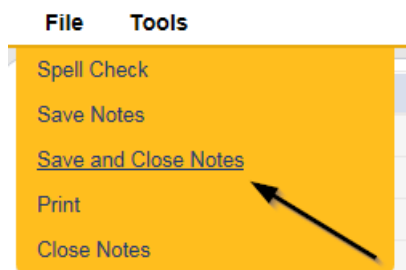 File Tools
Spell Check
Save Notes
Save and Close Notes
Print
Close Notes